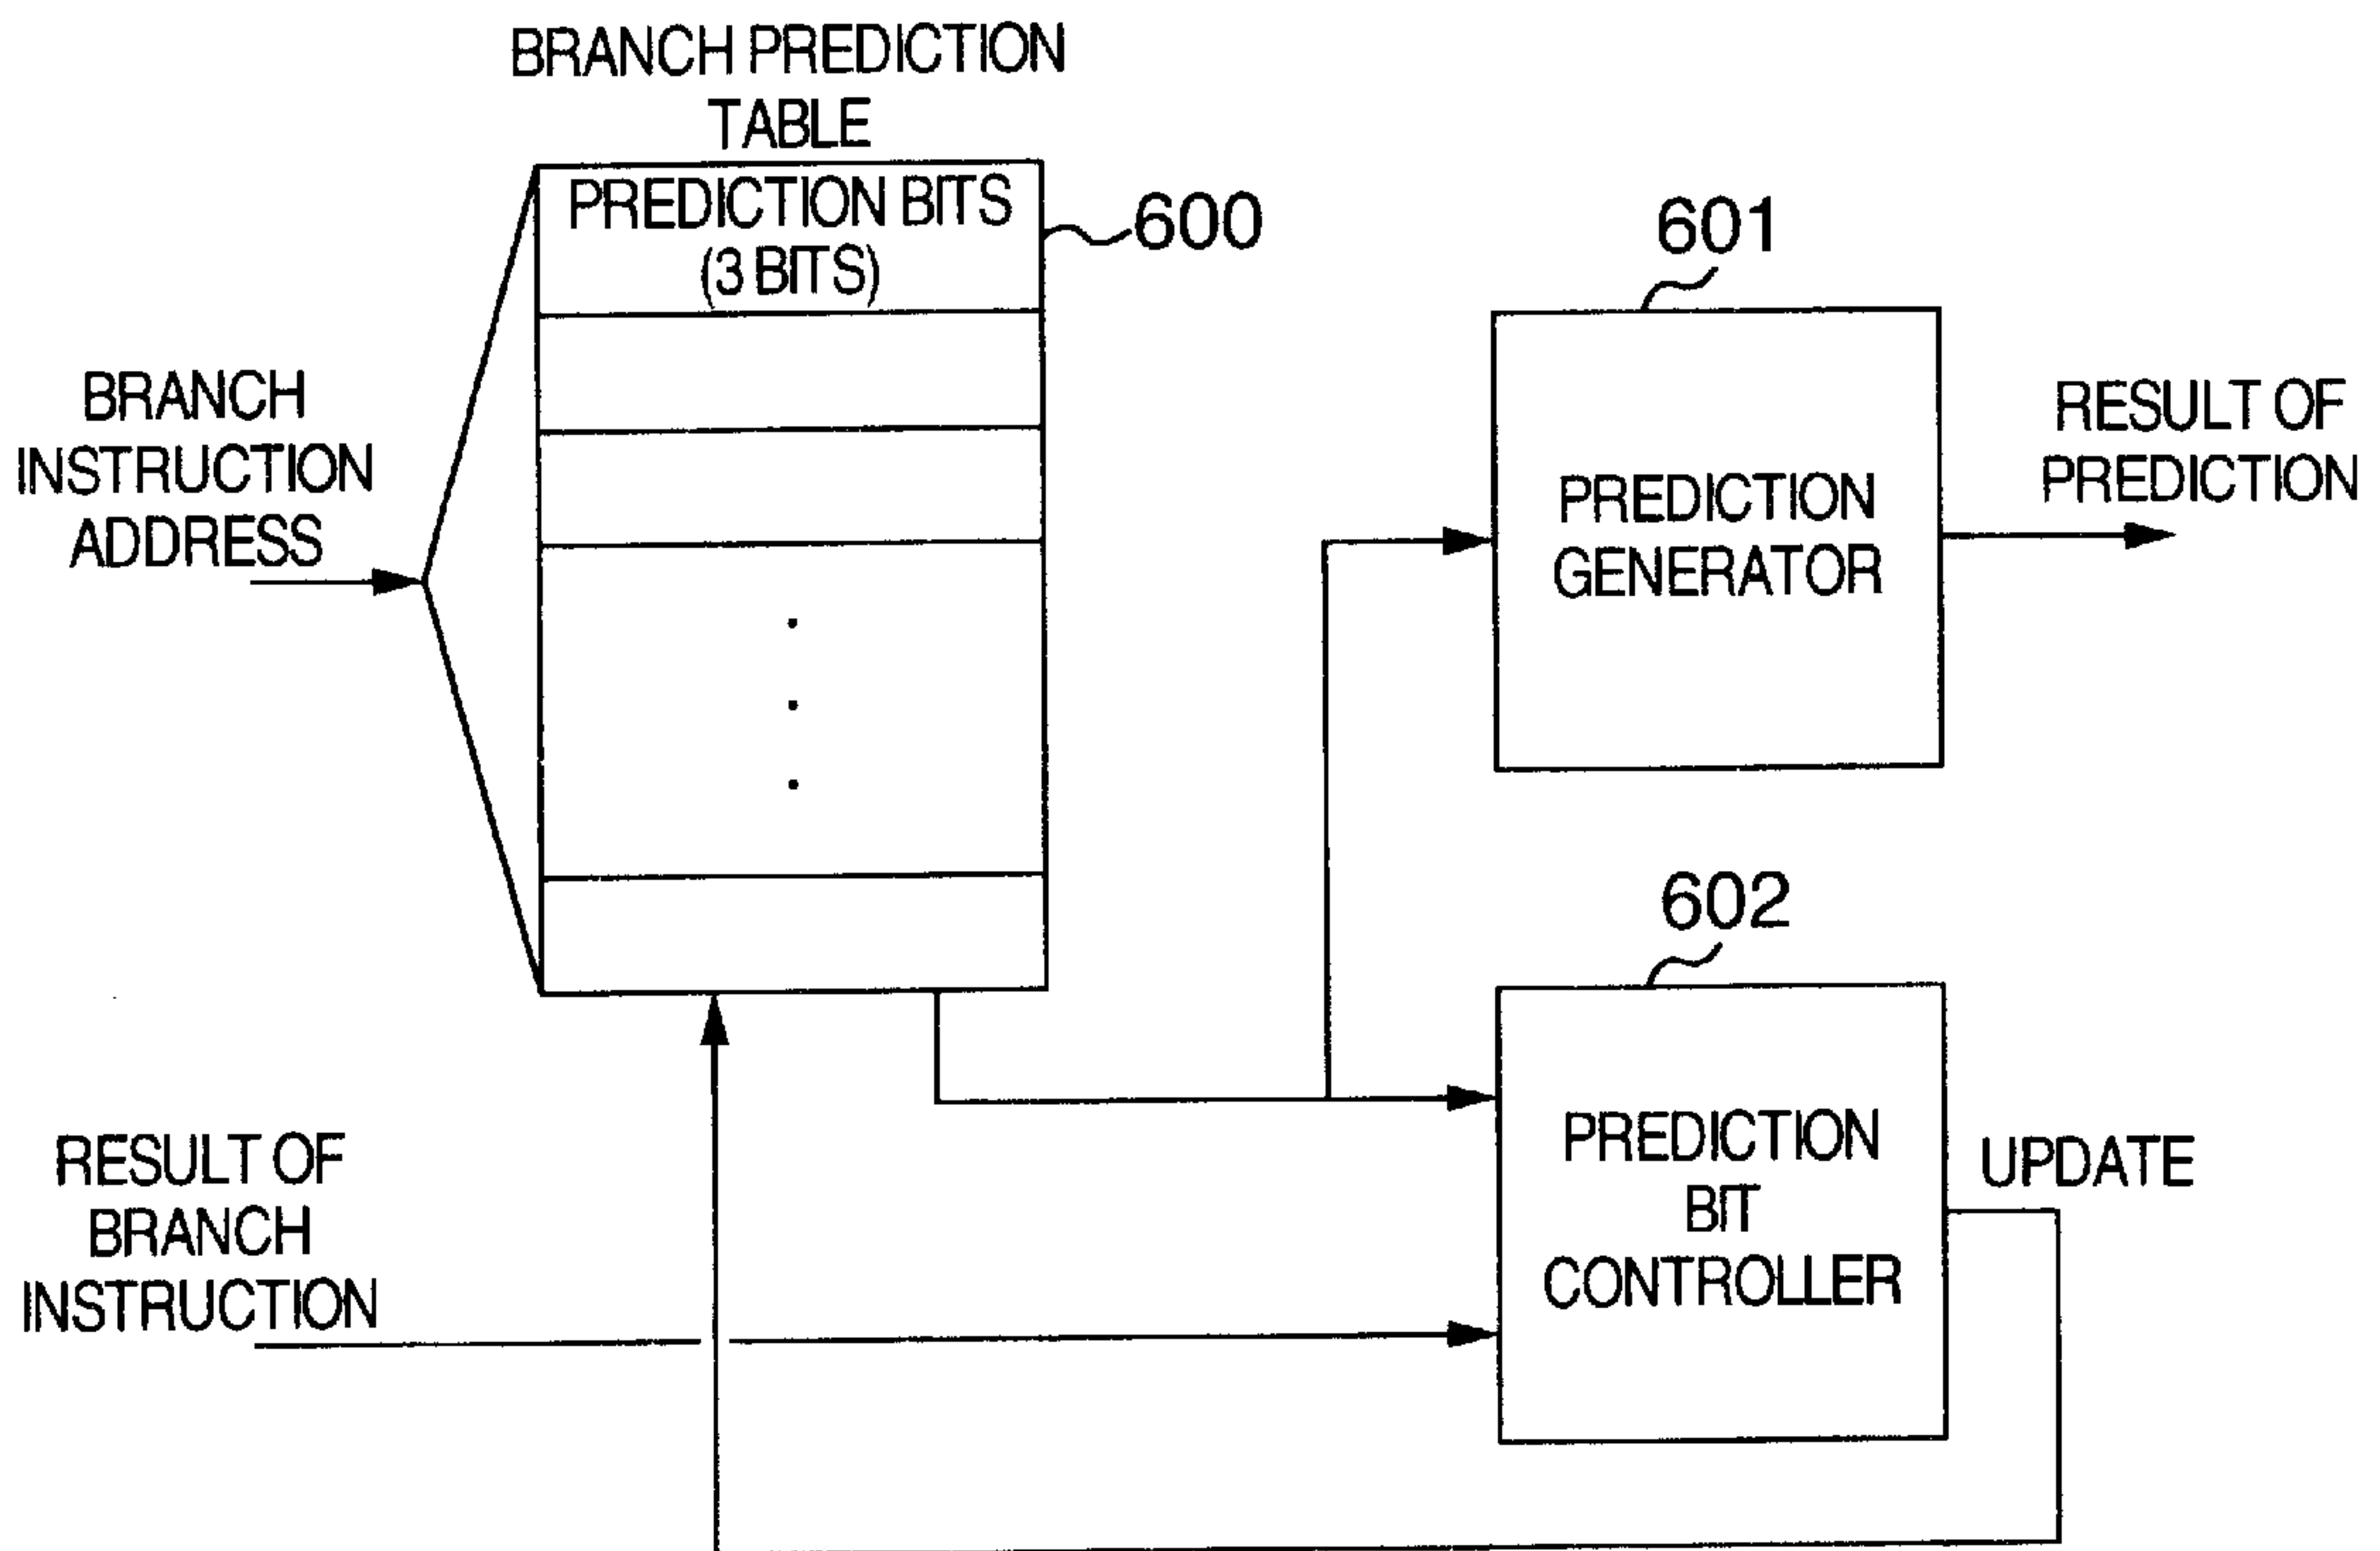 BRANCH PREDICTION
TABLE
PREDICTION BITS
(3 BITS)
600
601
BRANCH
INSTRUCTION
ADDRESS
PREDICTION
GENERATOR
RESULT OF
PREDICTION
602
RESULT OF
BRANCH
INSTRUCTION
PREDICTION
BIT
CONTROLLER
UPDATE